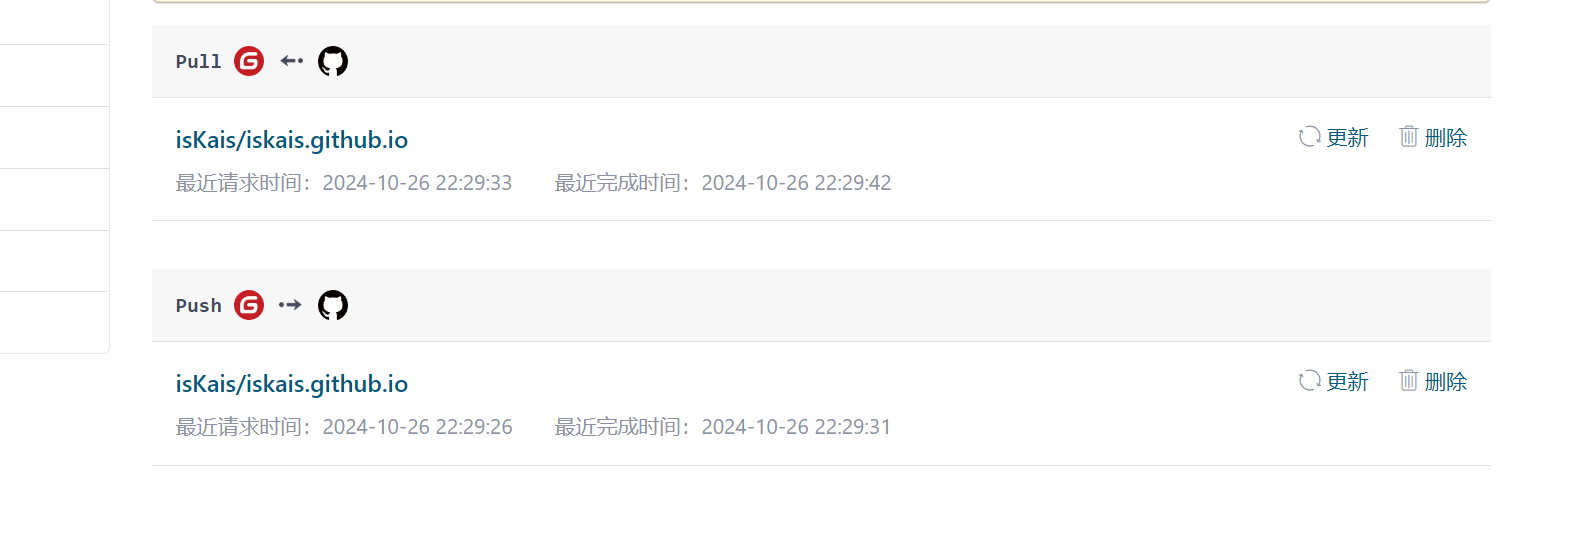 Pull
isKais/iskais.github.io
更新 删除
最近请求时间：2024-10-26 22:29:33 最近完成时间：2024-10-26 22:29:42
Push
isKais/iskais.github.io
更新 删除
最近请求时间：2024-10-26 22:29:26 最近完成时间：2024-10-26 22:29:31